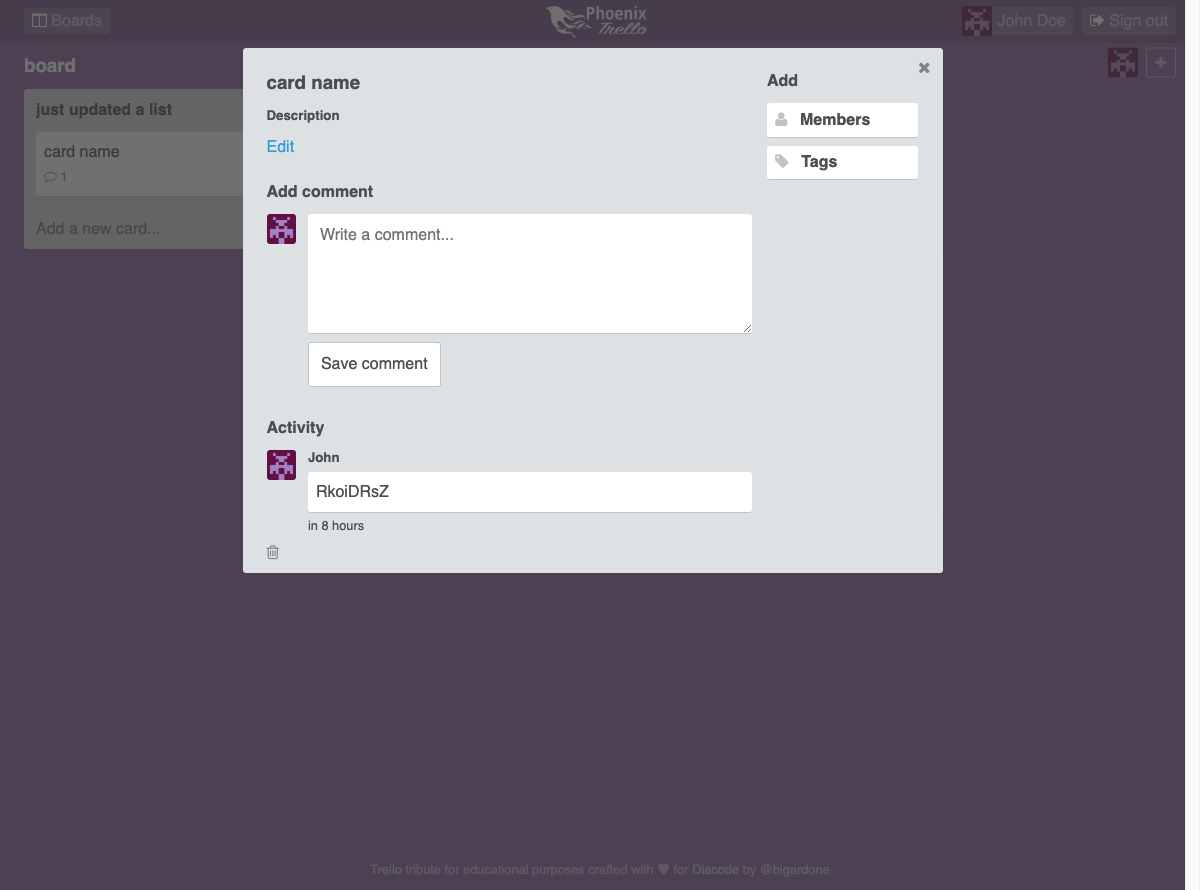 Boards
Phoenix
Trello
John Doe
Sign out
board
just updated a list
card name
1
Add a new card...
card name
Description
Edit
Add comment
Write a comment...
Save comment
Activity
John
RkoiDRsZ
in 8 hours
Add
Members
Tags
Trello tribute for educational purposes crafted with ♥ for Diacode by @bigardone